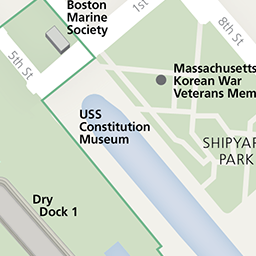 Boston
Marine
Society
1st
8th St
5th St
Massachusetts
Korean War
Veterans Mem
USS
Constitution
Museum
SHIPYA
PARK
Dry
Dock 1